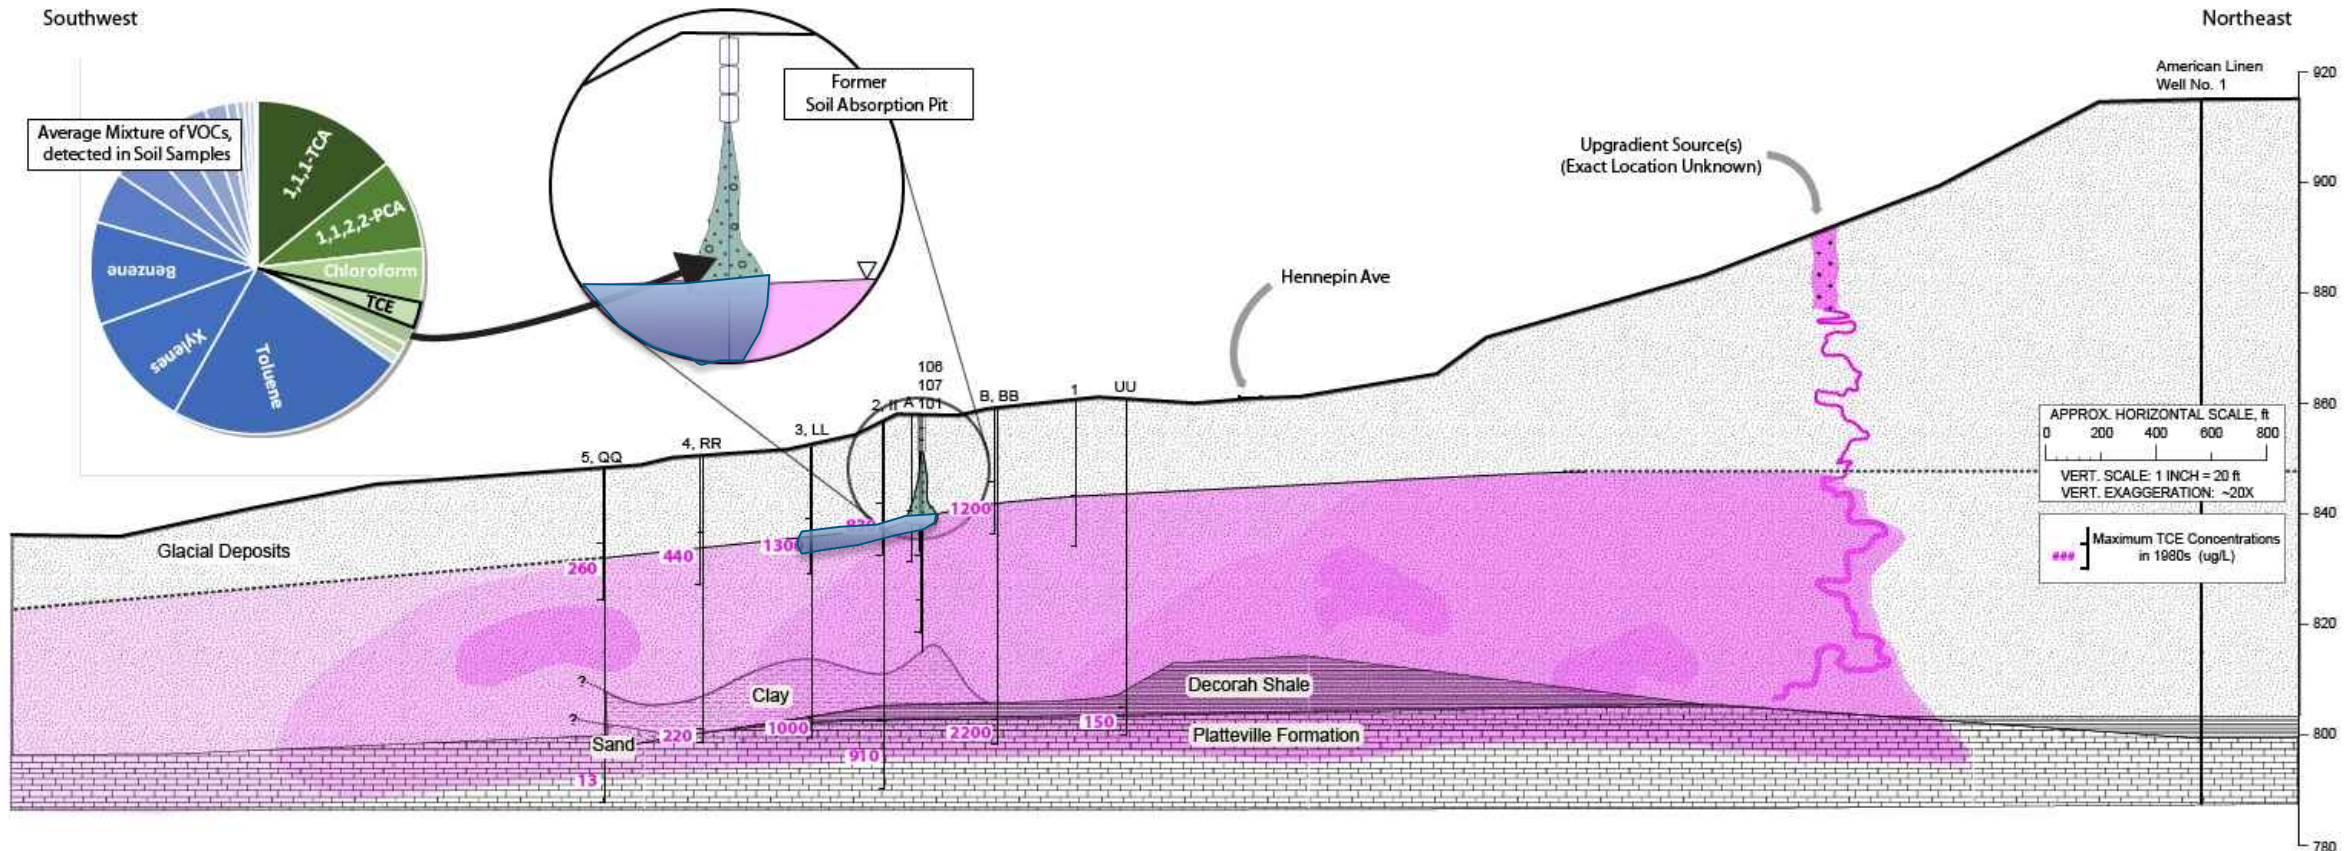 Southwest
Northeast
Average Mixture of VOCs,
detected in Soil Samples
1,1,1-TCA
1,1,2,2-PCA
Chloroform
TCE
Toluene
Xylenes
Benzene
Former
Soil Absorption Pit
American Linen
Well No. 1
Upgradient Source(s)
(Exact Location Unknown)
Hennepin Ave
106
107
101
A
2, II
B, BB
1
UU
3, LL
4, RR
5, QQ
Glacial Deposits
260
440
1300
820
1200
Clay
Sand
Decorah Shale
Platteville Formation
?
?
220
1000
910
2200
150
13
APPROX. HORIZONTAL SCALE, ft
0 200 400 600 800
VERT. SCALE: 1 INCH = 20 ft
VERT. EXAGGERATION: ~20X
### Maximum TCE Concentrations
in 1980s (ug/L)
920
900
880
860
840
820
800
780